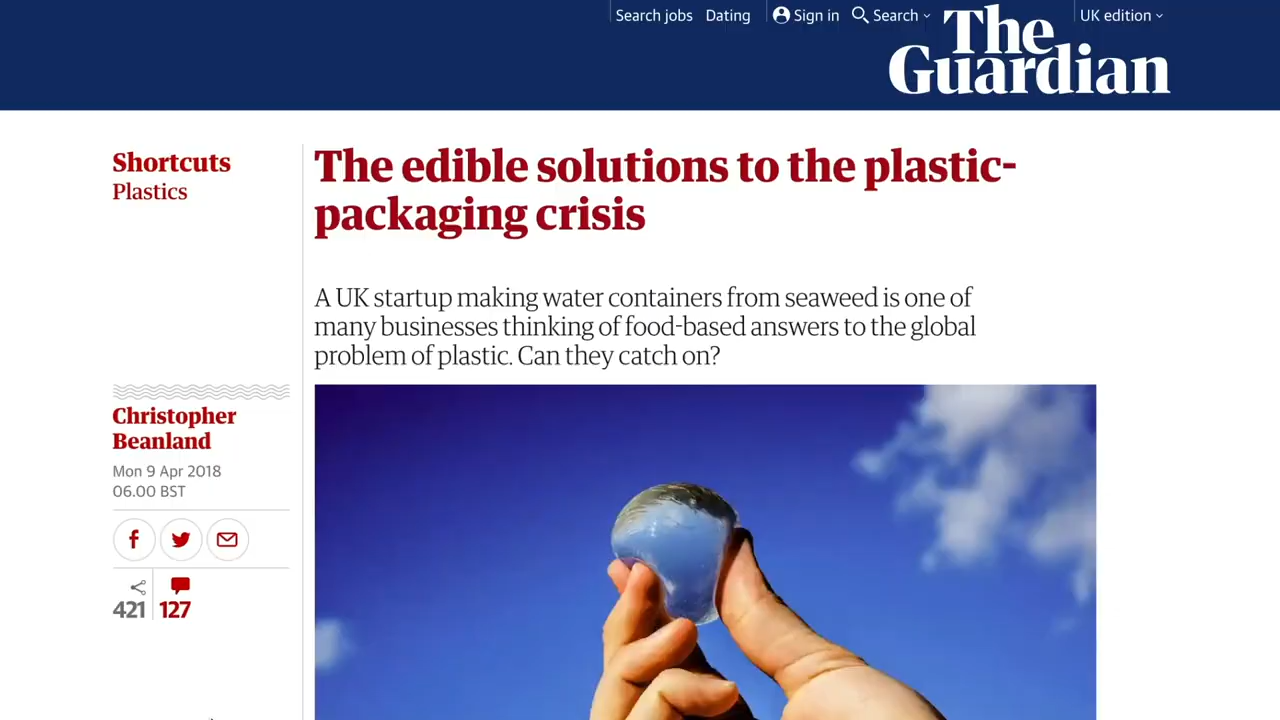 Search jobs Dating Sign in Search UK edition
The
Guardian
Shortcuts
Plastics
The edible solutions to the plastic-
packaging crisis
A UK startup making water containers from seaweed is one of
many businesses thinking of food-based answers to the global
problem of plastic. Can they catch on?
Christopher
Beanland
Mon 9 Apr 2018
06.00 BST
421 127